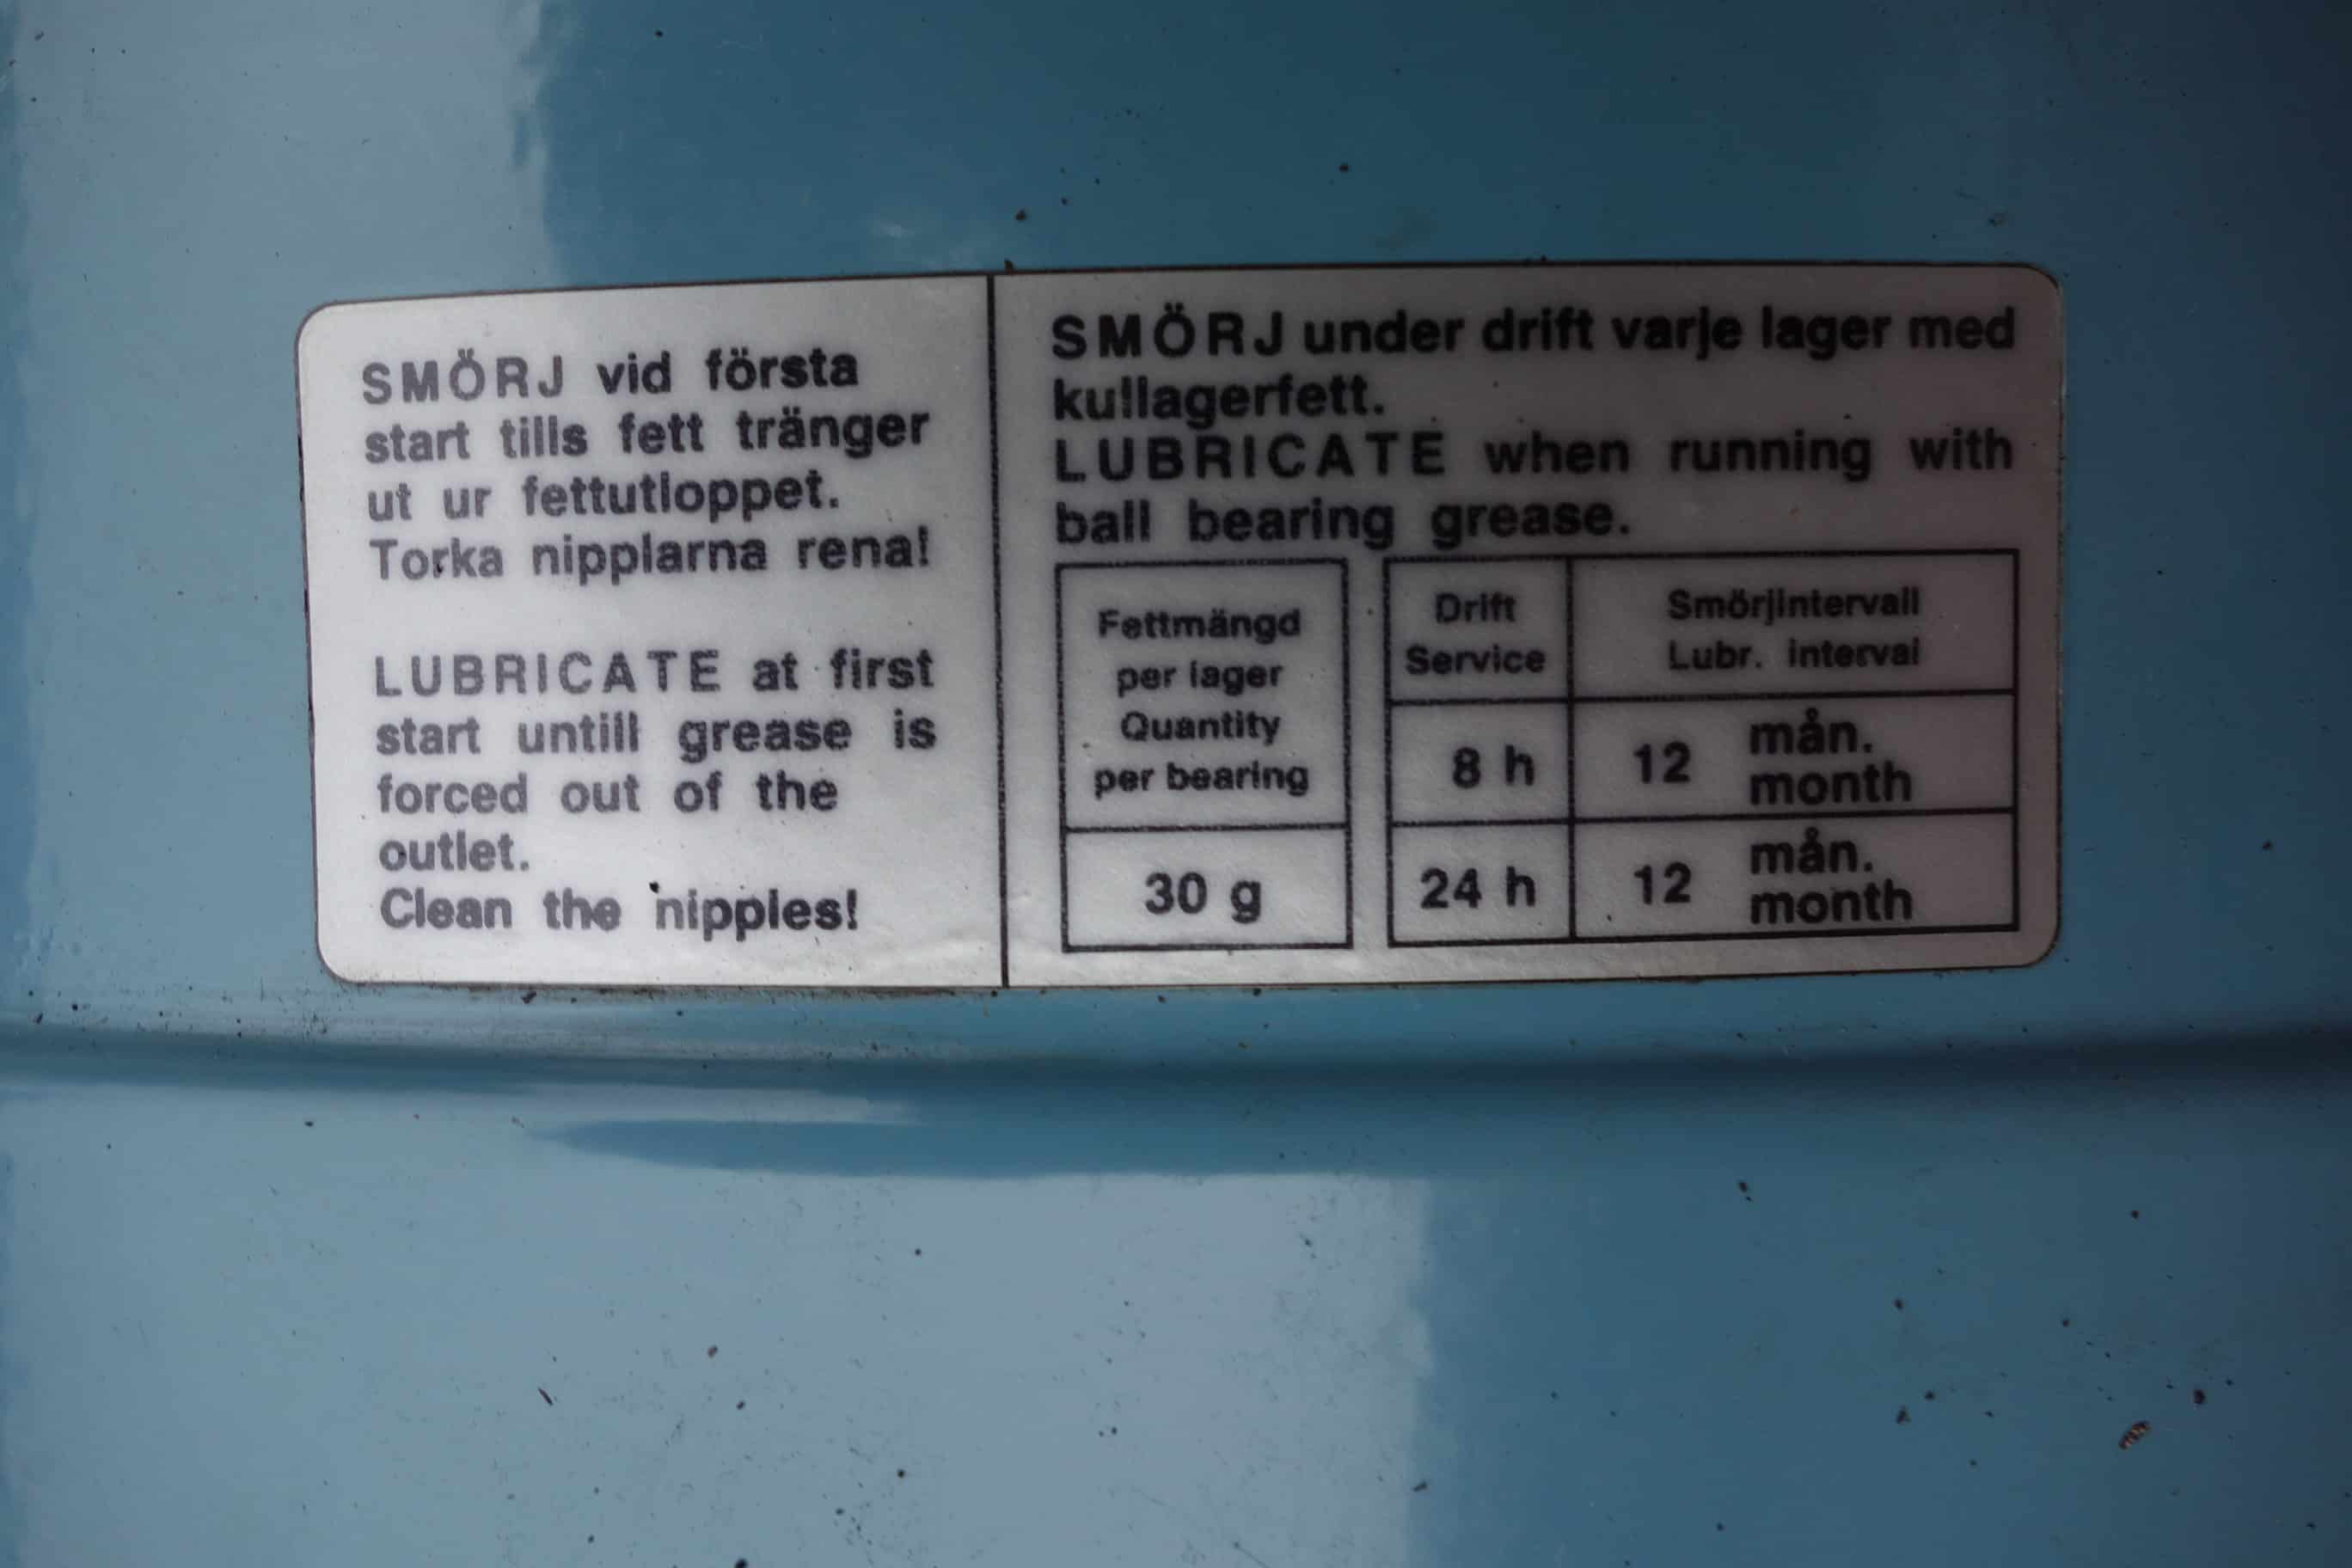 SMÖRJ vid första
start tills fett tränger
ut ur fettutloppet.
Torka nipplarna rena!
LUBRICATE at first
start untill grease is
forced out of the
outlet.
Clean the nipples!
SMÖRJ under drift varje lager med
kullagerfett.
LUBRICATE when running with
ball bearing grease.
Fettmängd
per lager
Quantity
per bearing
30 g
Drift
Service
Smörjintervall
Lubr. interval
8 h
12 mån.
month
24 h
12 mån.
month